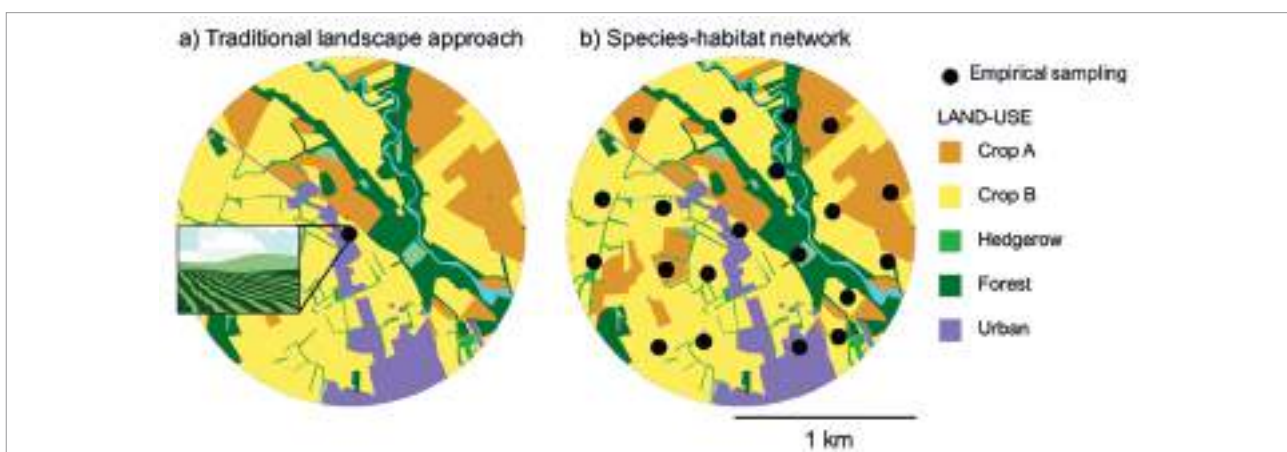 a) Traditional landscape approach
b) Species-habitat network
Empirical sampling
LAND-USE
Crop A
Crop B
Hedgerow
Forest
Urban
1 km